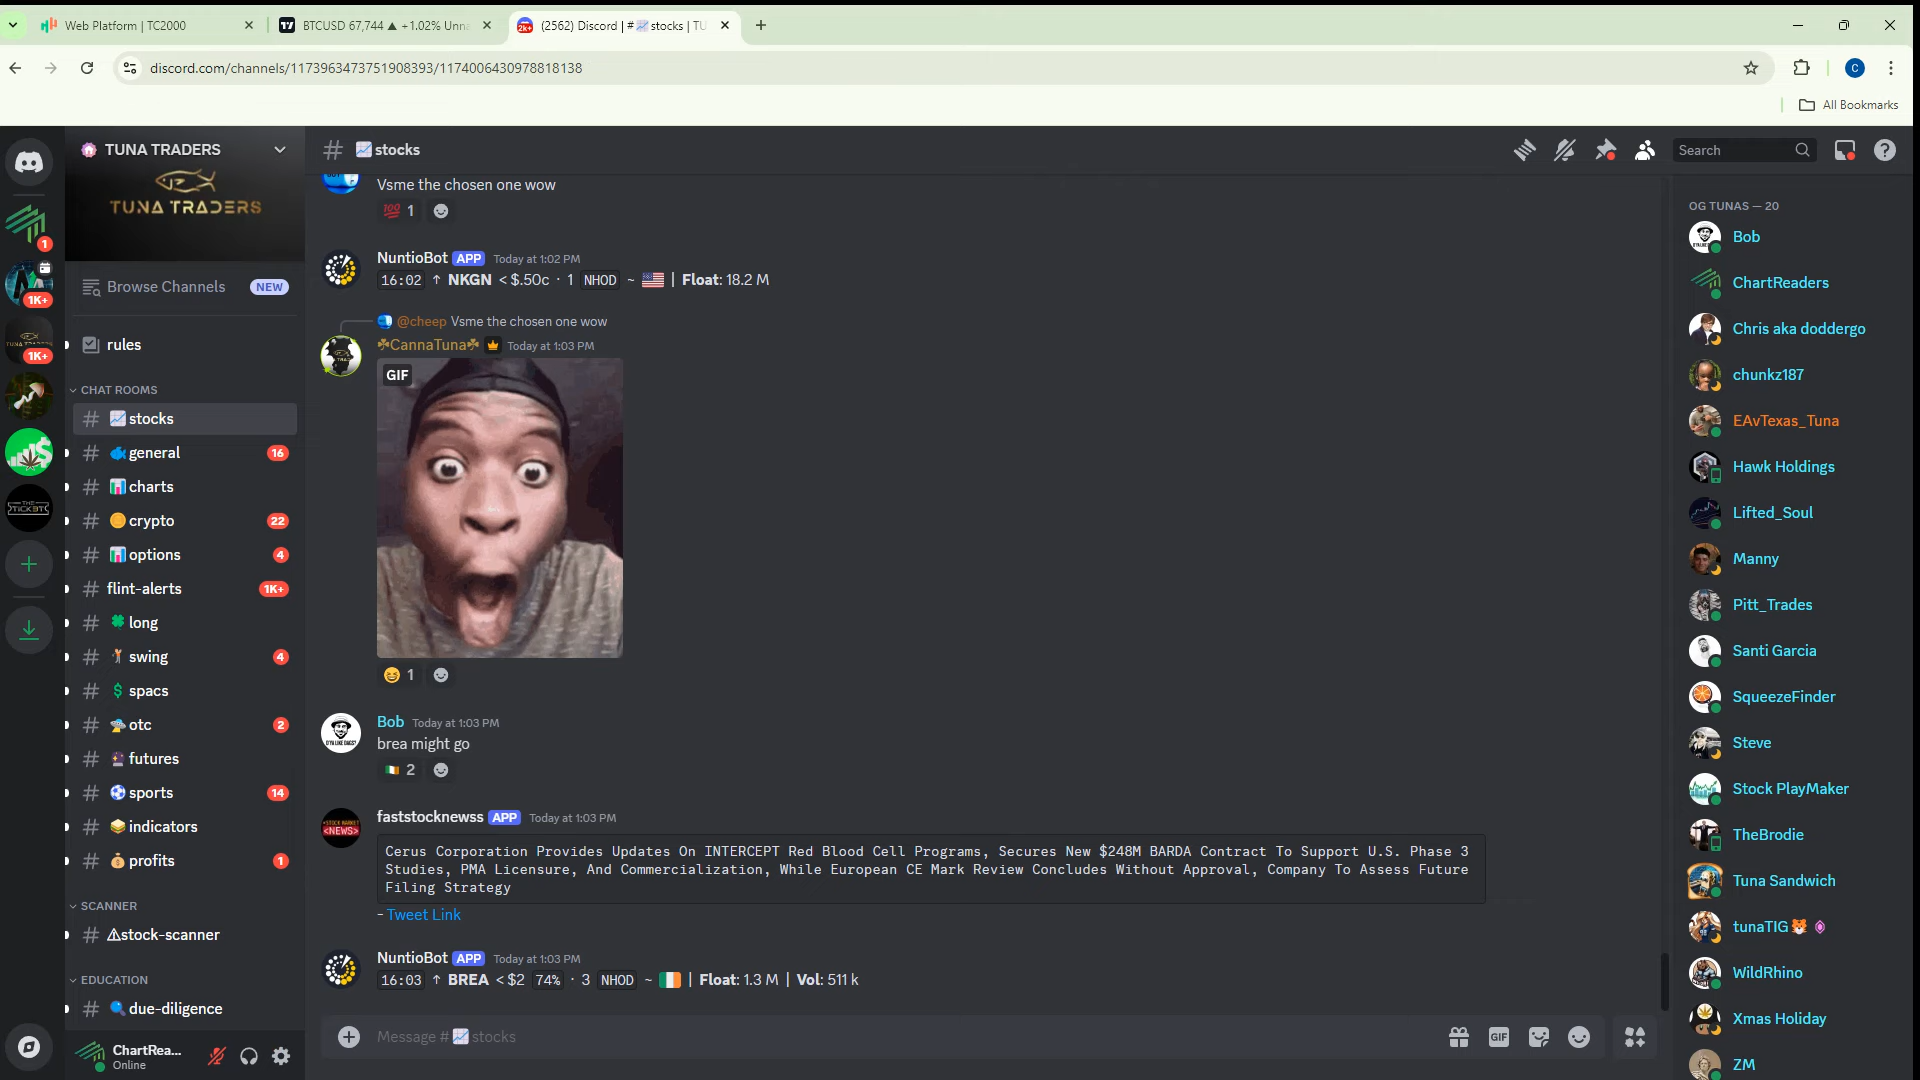 Web Platform | TC2000
BTCUSD 67,744 ▲ +1.02% Unna
(2562) Discord | #📈stocks | TU
discord.com/channels/1173963473751908393/1174006430978818138
C
All Bookmarks
TUNA TRADERS
TUNA TRADERS
# 📈stocks
Search
1
1K+
1K+
THE TICKET
Browse Channels NEW
rules
CHAT ROOMS
# 📈stocks
# 🐟general 16
# 📊charts
# 🟡crypto 22
# 📊options 4
# flint-alerts 1K+
# 🍀long
# 🏌swing 4
# 💲spacs
# 🛸otc 2
# 🔮futures
# ⚽sports 14
# indicators
# 💰profits 1
SCANNER
# ⚠stock-scanner
EDUCATION
# 🔍due-diligence
ChartRea...
Online
Vsme the chosen one wow
💯 1
NuntioBot APP Today at 1:02 PM
16:02 ↑ NKGN < $.50c · 1 NHOD ~ 🇺🇸 | Float: 18.2 M
@cheep Vsme the chosen one wow
☘CannaTuna☘ Today at 1:03 PM
GIF
😆 1
Bob Today at 1:03 PM
brea might go
🇮🇪 2
faststocknewss APP Today at 1:03 PM
Cerus Corporation Provides Updates On INTERCEPT Red Blood Cell Programs, Secures New $248M BARDA Contract To Support U.S. Phase 3
Studies, PMA Licensure, And Commercialization, While European CE Mark Review Concludes Without Approval, Company To Assess Future
Filing Strategy
- Tweet Link
NuntioBot APP Today at 1:03 PM
16:03 ↑ BREA < $2 74% · 3 NHOD ~ 🇮🇪 | Float: 1.3 M | Vol: 511 k
Message #📈stocks
GIF
OG TUNAS — 20
Bob
ChartReaders
Chris aka doddergo
chunkz187
EAvTexas_Tuna
Hawk Holdings
Lifted_Soul
Manny
Pitt_Trades
Santi Garcia
SqueezeFinder
Steve
Stock PlayMaker
TheBrodie
Tuna Sandwich
tunaTIG🐯
WildRhino
Xmas Holiday
ZM